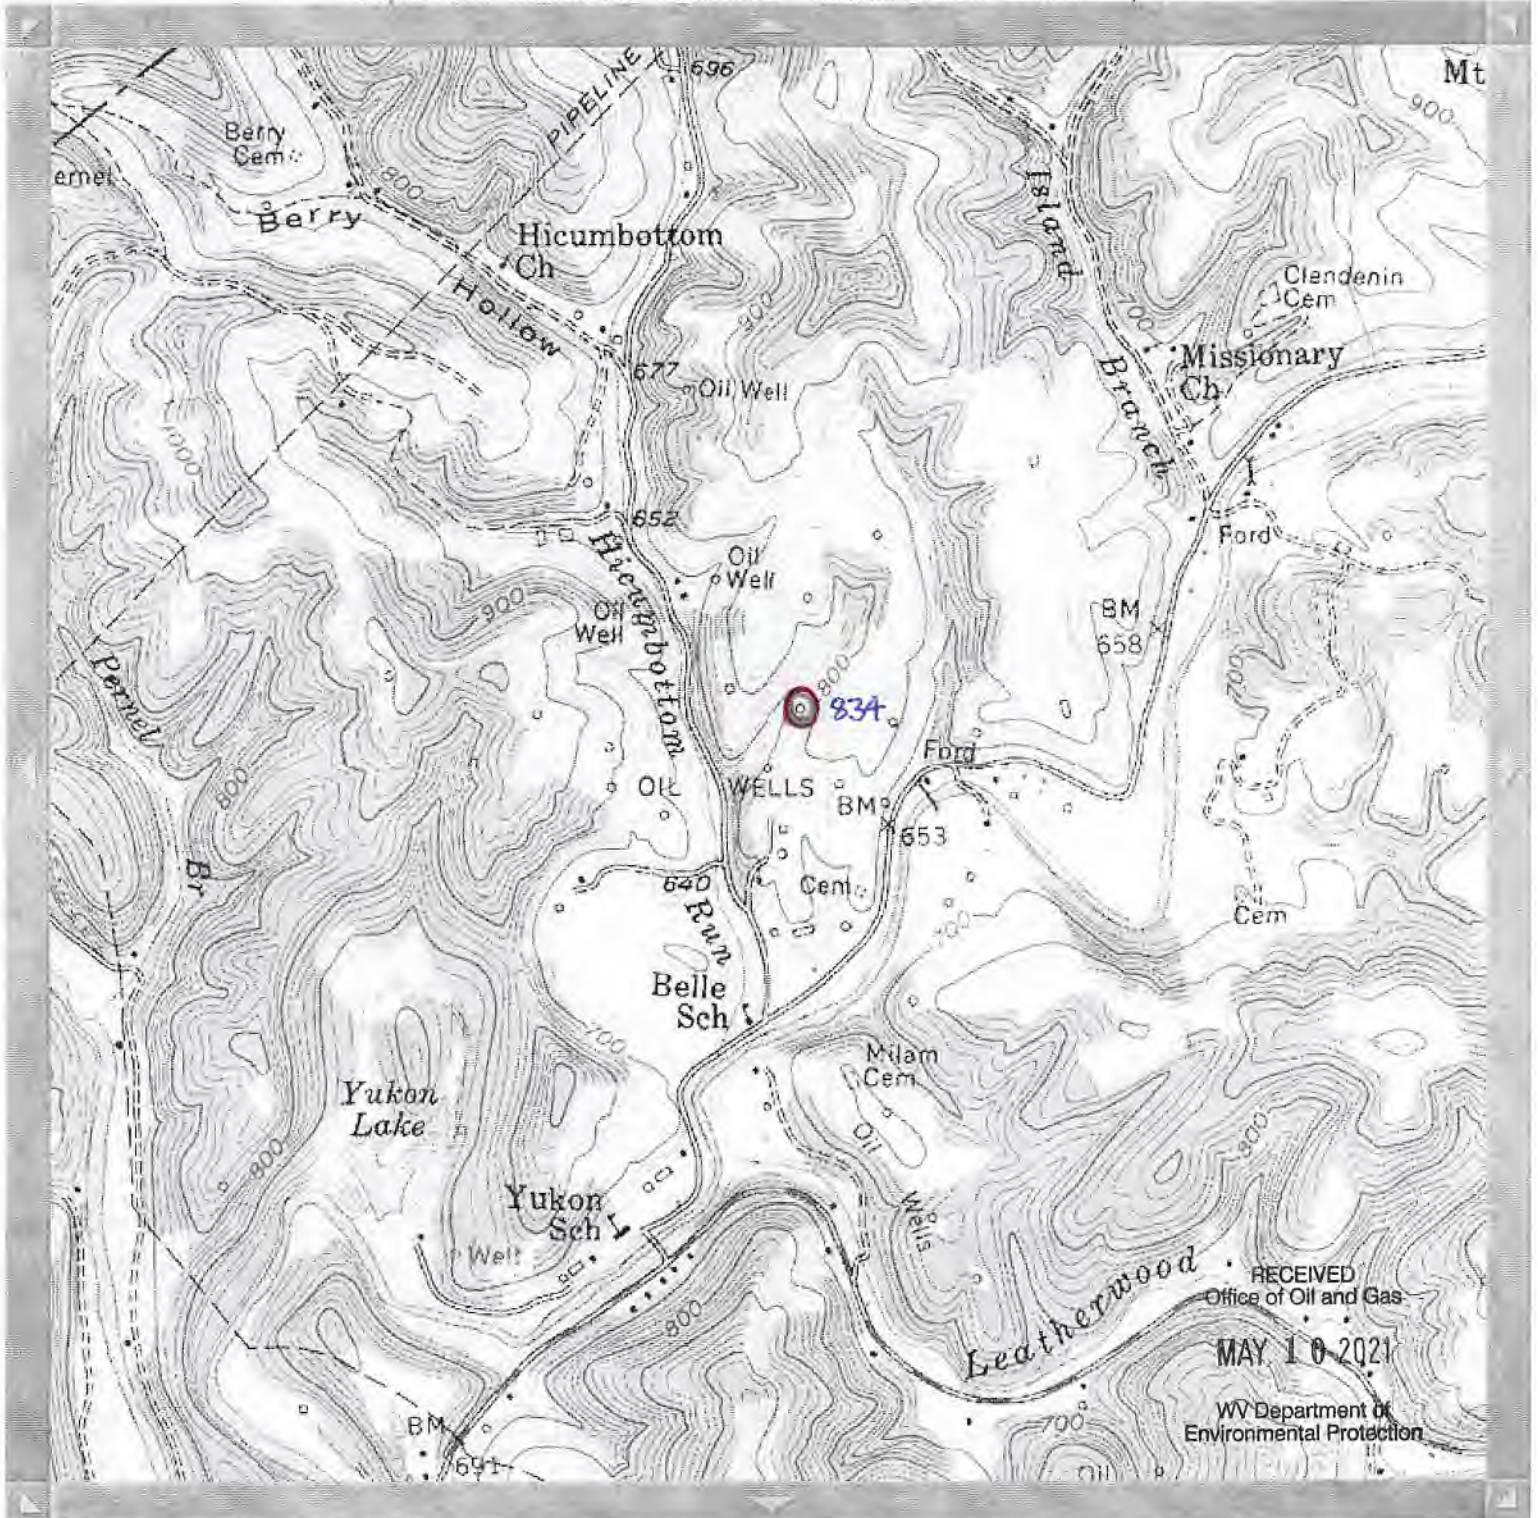 696
Mt
900
PIPELINE
Berry
Cem
ernel
800
Berry
Hicumbottom
Ch
Island
Clendenin
Cem
Hollow
900
700
Missionary
Ch
677
Oil Well
Branch
1000
652
Ford
Hicumbottom
Oil
Well
900
Oil
Well
BM
658
700
Pernel
800
834
800
Ford
OIL WELLS
BM
653
Br
640
Cem
Run
700
Cem
Belle
Sch
700
Milam
Cem
Yukon
Lake
Oil
800
800
Yukon
Sch
Wells
Well
Leatherwood
RECEIVED
Office of Oil and Gas
800
MAY 10 2021
BM
691
700
WV Department of
Environmental Protection
Oil